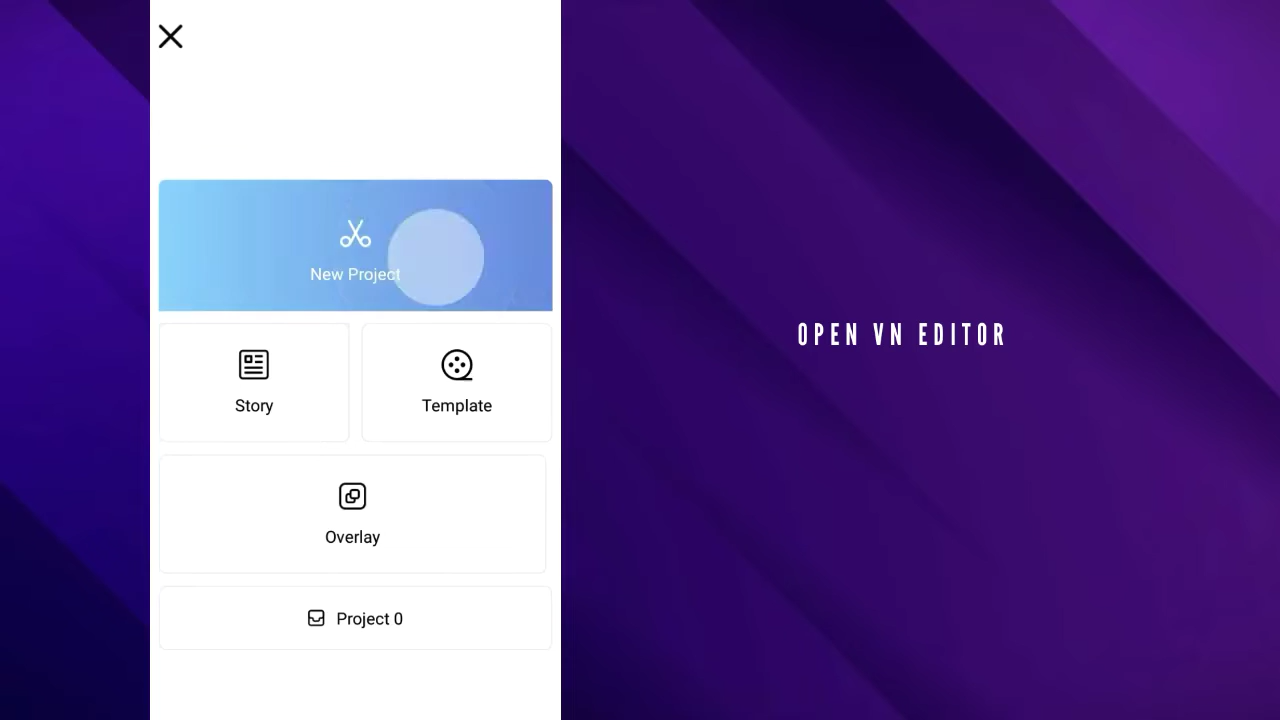 New Project
Story
Template
Overlay
Project 0
OPEN VN EDITOR